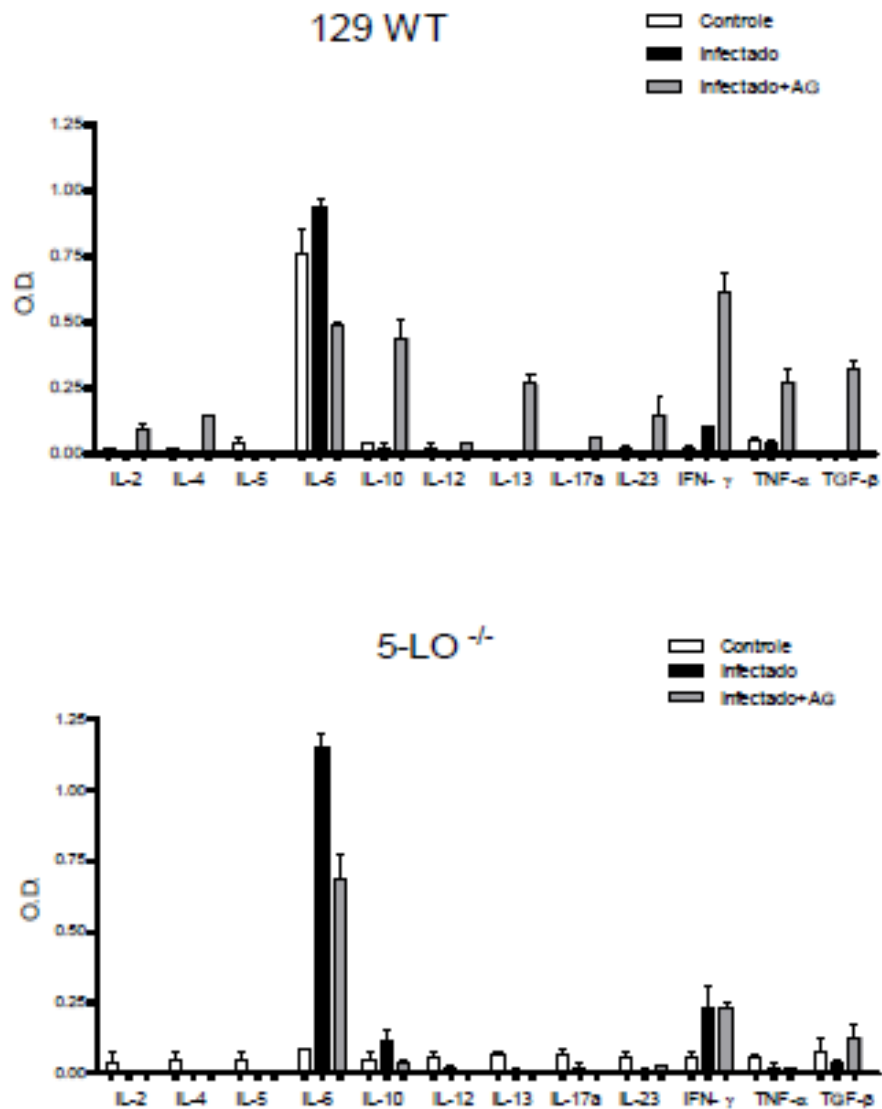 129 WT
Controle
Infectado
Infectado+AG
O.D.
1.25
1.00
0.75
0.50
0.25
0.00
IL-2 IL-4 IL-5 IL-6 IL-10 IL-12 IL-13 IL-17a IL-23 IFN- γ TNF-α TGF-β
5-LO -/-
Controle
Infectado
Infectado+AG
O.D.
1.25
1.00
0.75
0.50
0.25
0.00
IL-2 IL-4 IL-5 IL-6 IL-10 IL-12 IL-13 IL-17a IL-23 IFN- γ TNF-α TGF-β